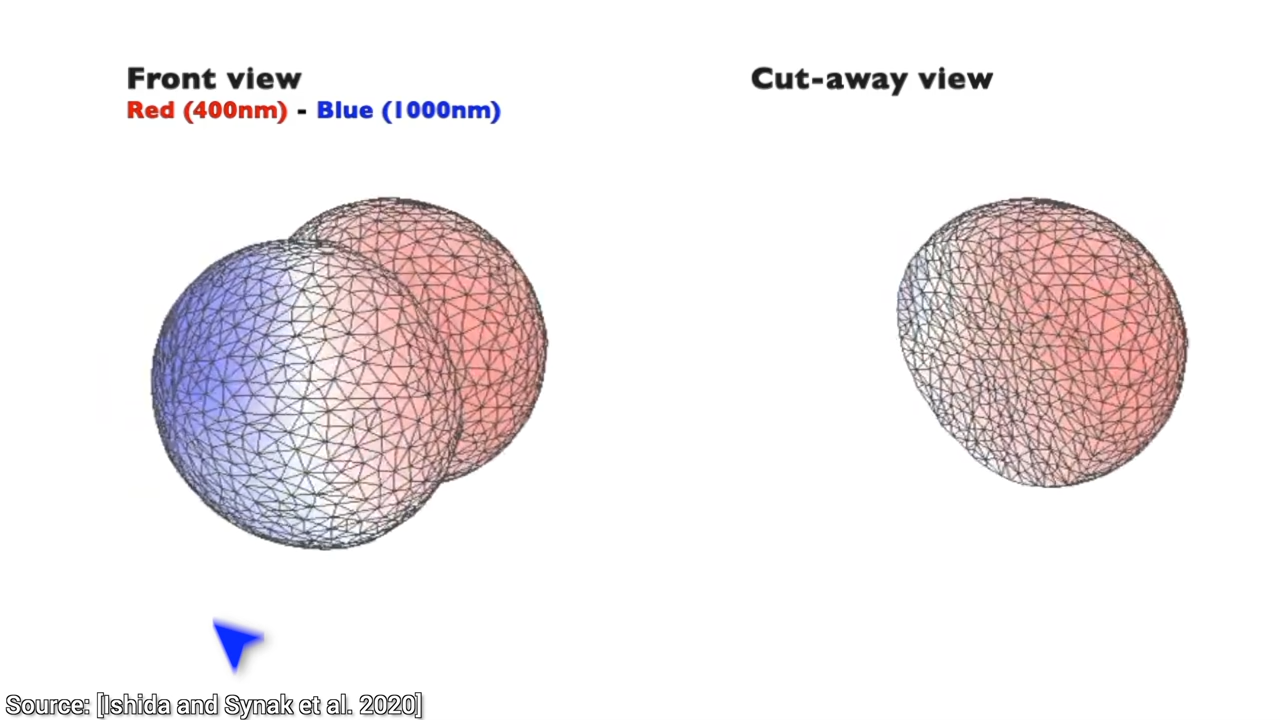 Front view
Red (400nm) - Blue (1000nm)
Cut-away view
Source: [Ishida and Synak et al. 2020]